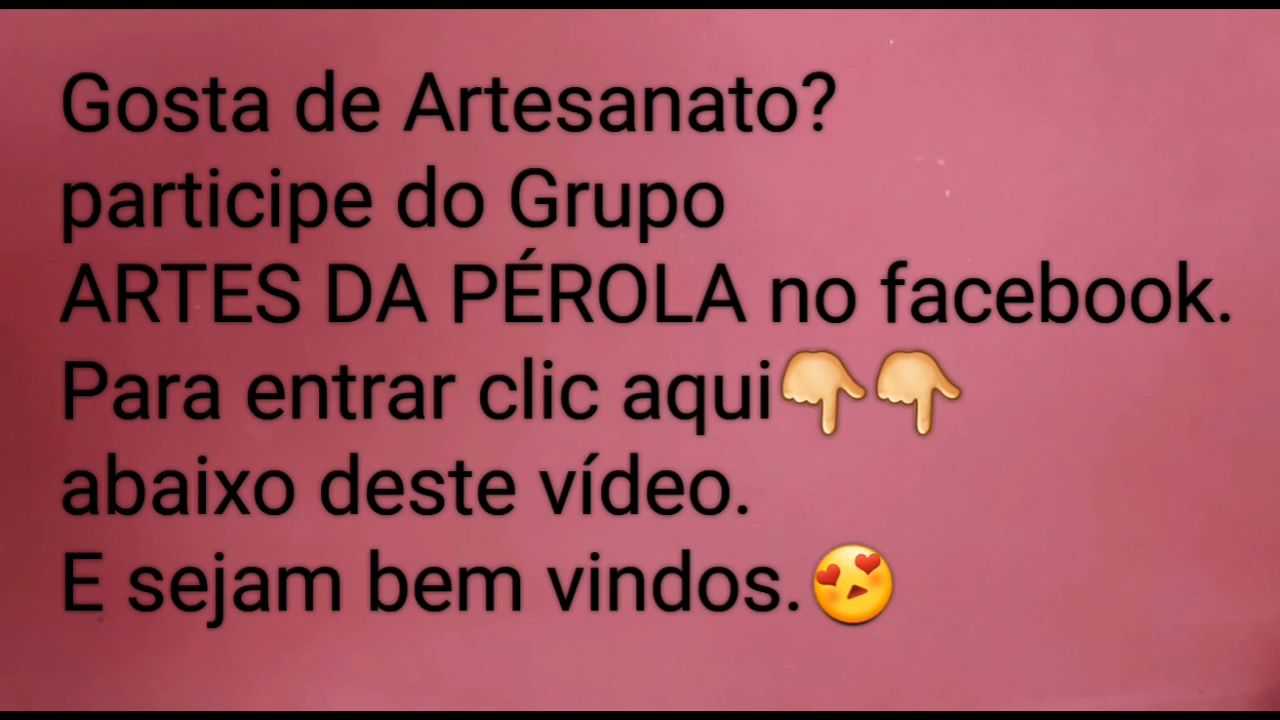 Gosta de Artesanato?
participe do Grupo
ARTES DA PÉROLA no facebook.
Para entrar clic aqui👇👇
abaixo deste vídeo.
E sejam bem vindos.😍